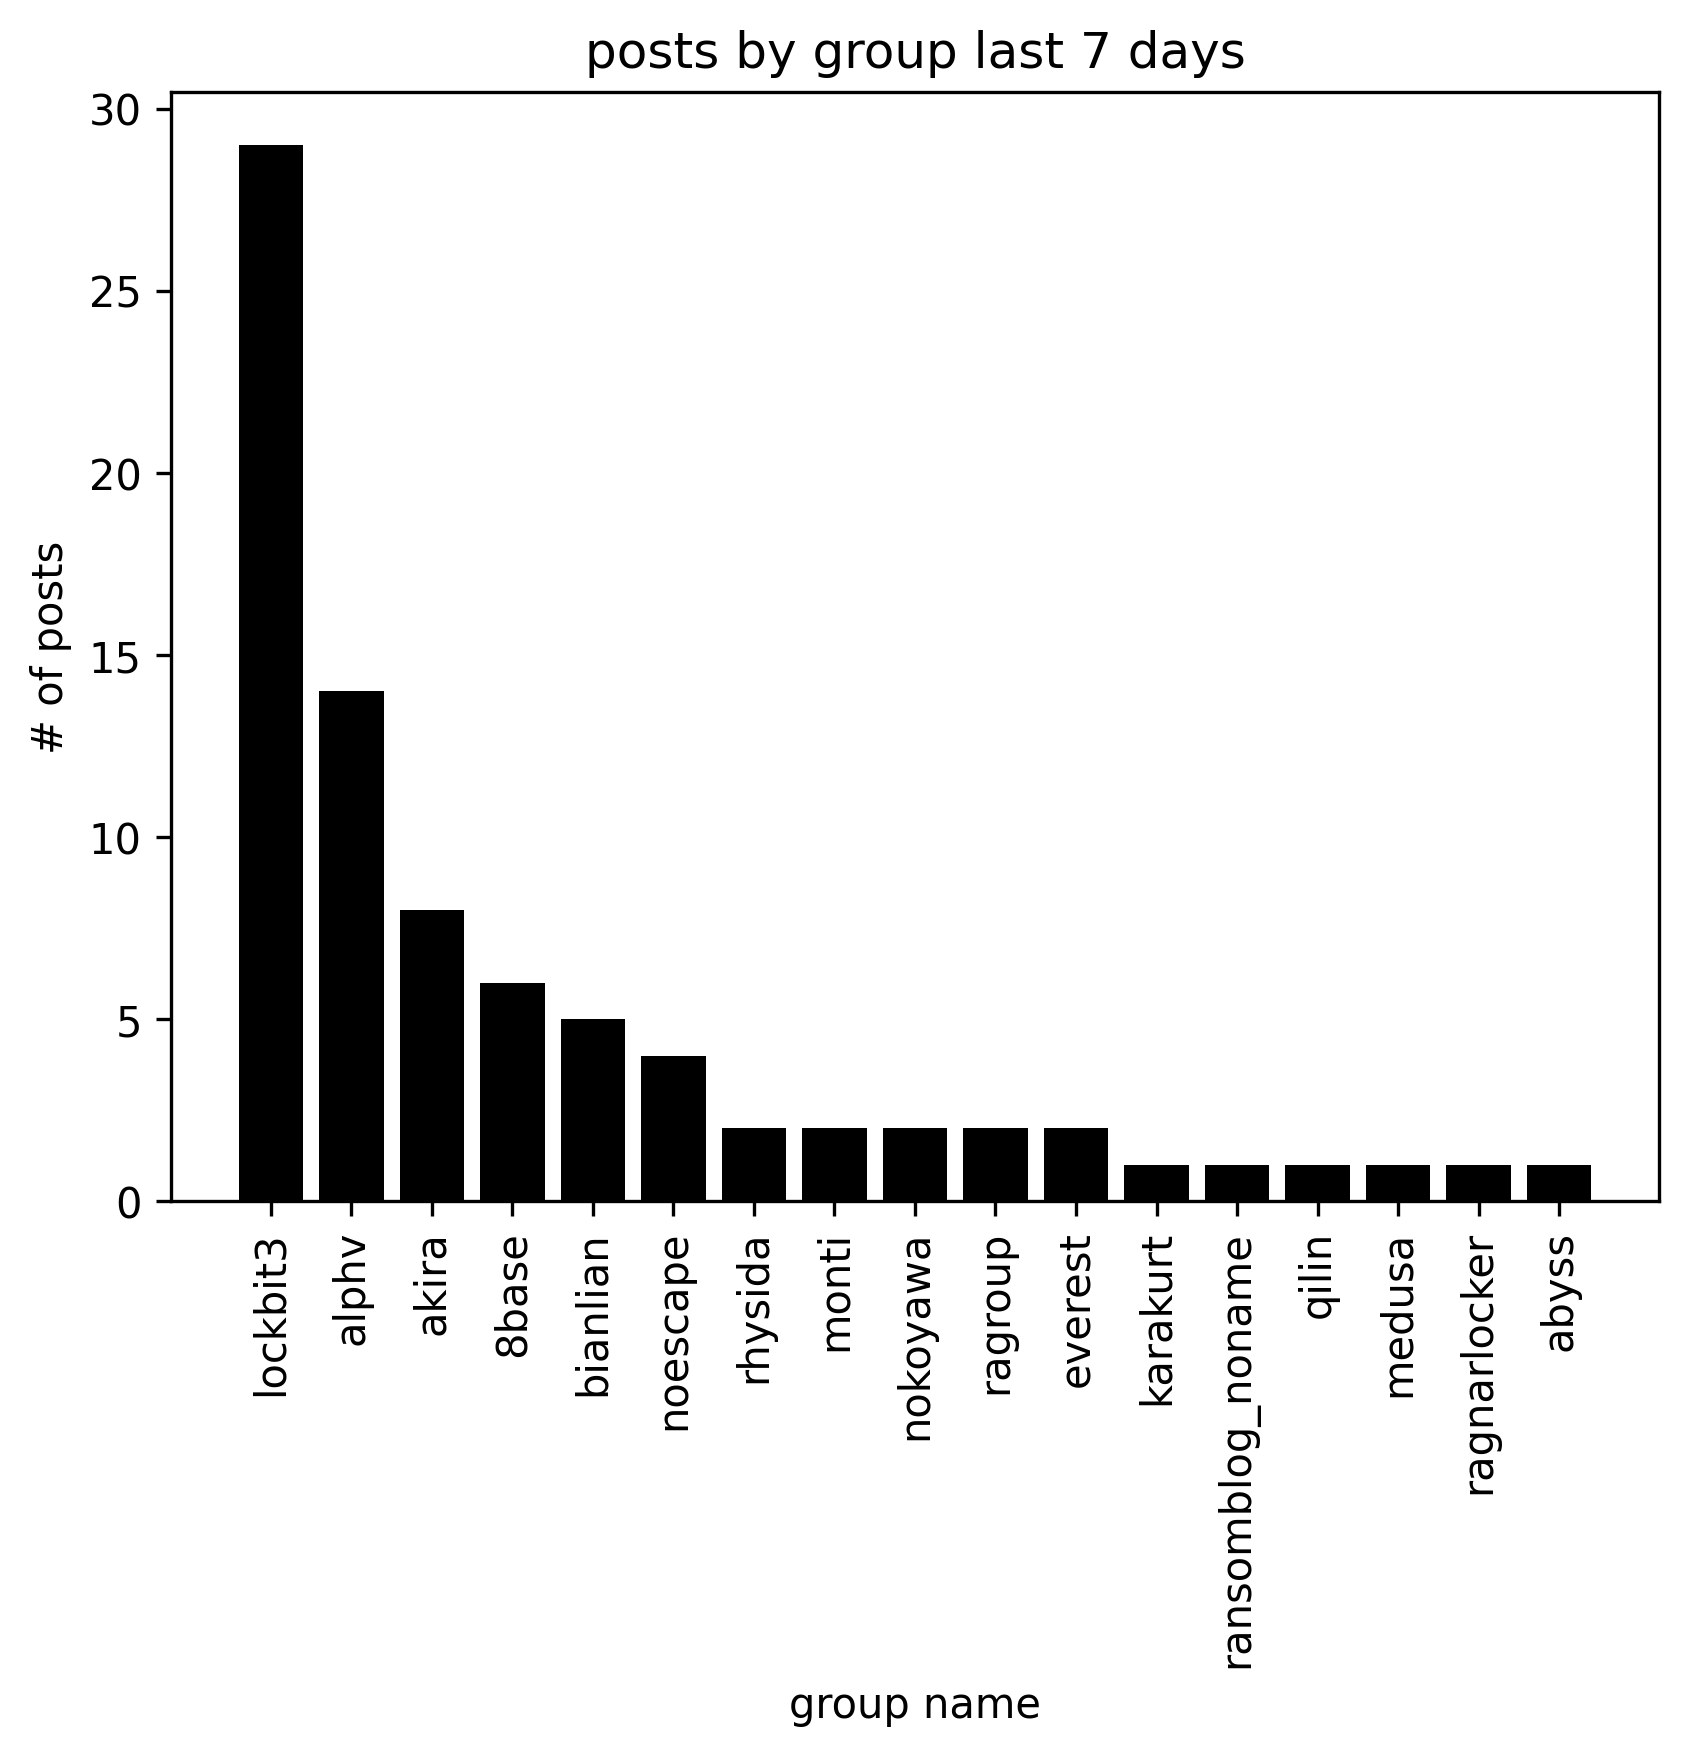 posts by group last 7 days
30
25
20
15
10
5
0
# of posts
lockbit3
alphv
akira
8base
bianlian
noescape
rhysida
monti
nokoyawa
ragroup
everest
karakurt
ransomblog_noname
qilin
medusa
ragnarlocker
abyss
group name